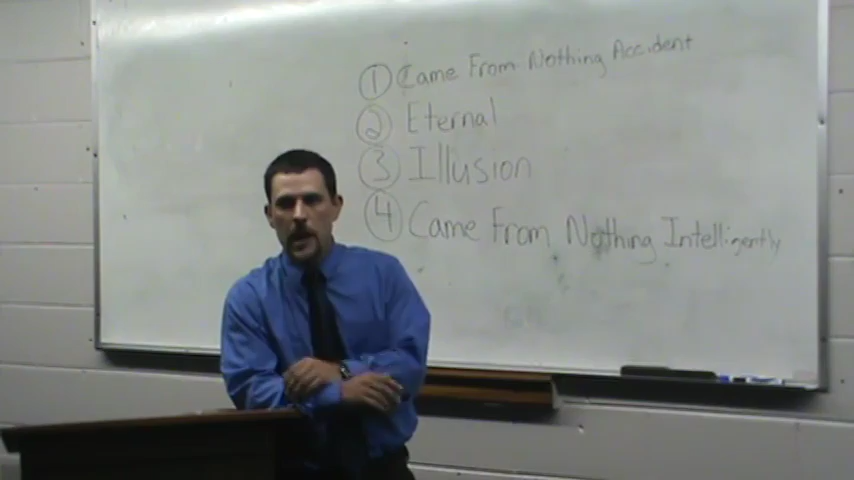 1 Came From Nothing Accident
2 Eternal
3 Illusion
4 Came From Nothing Intelligently